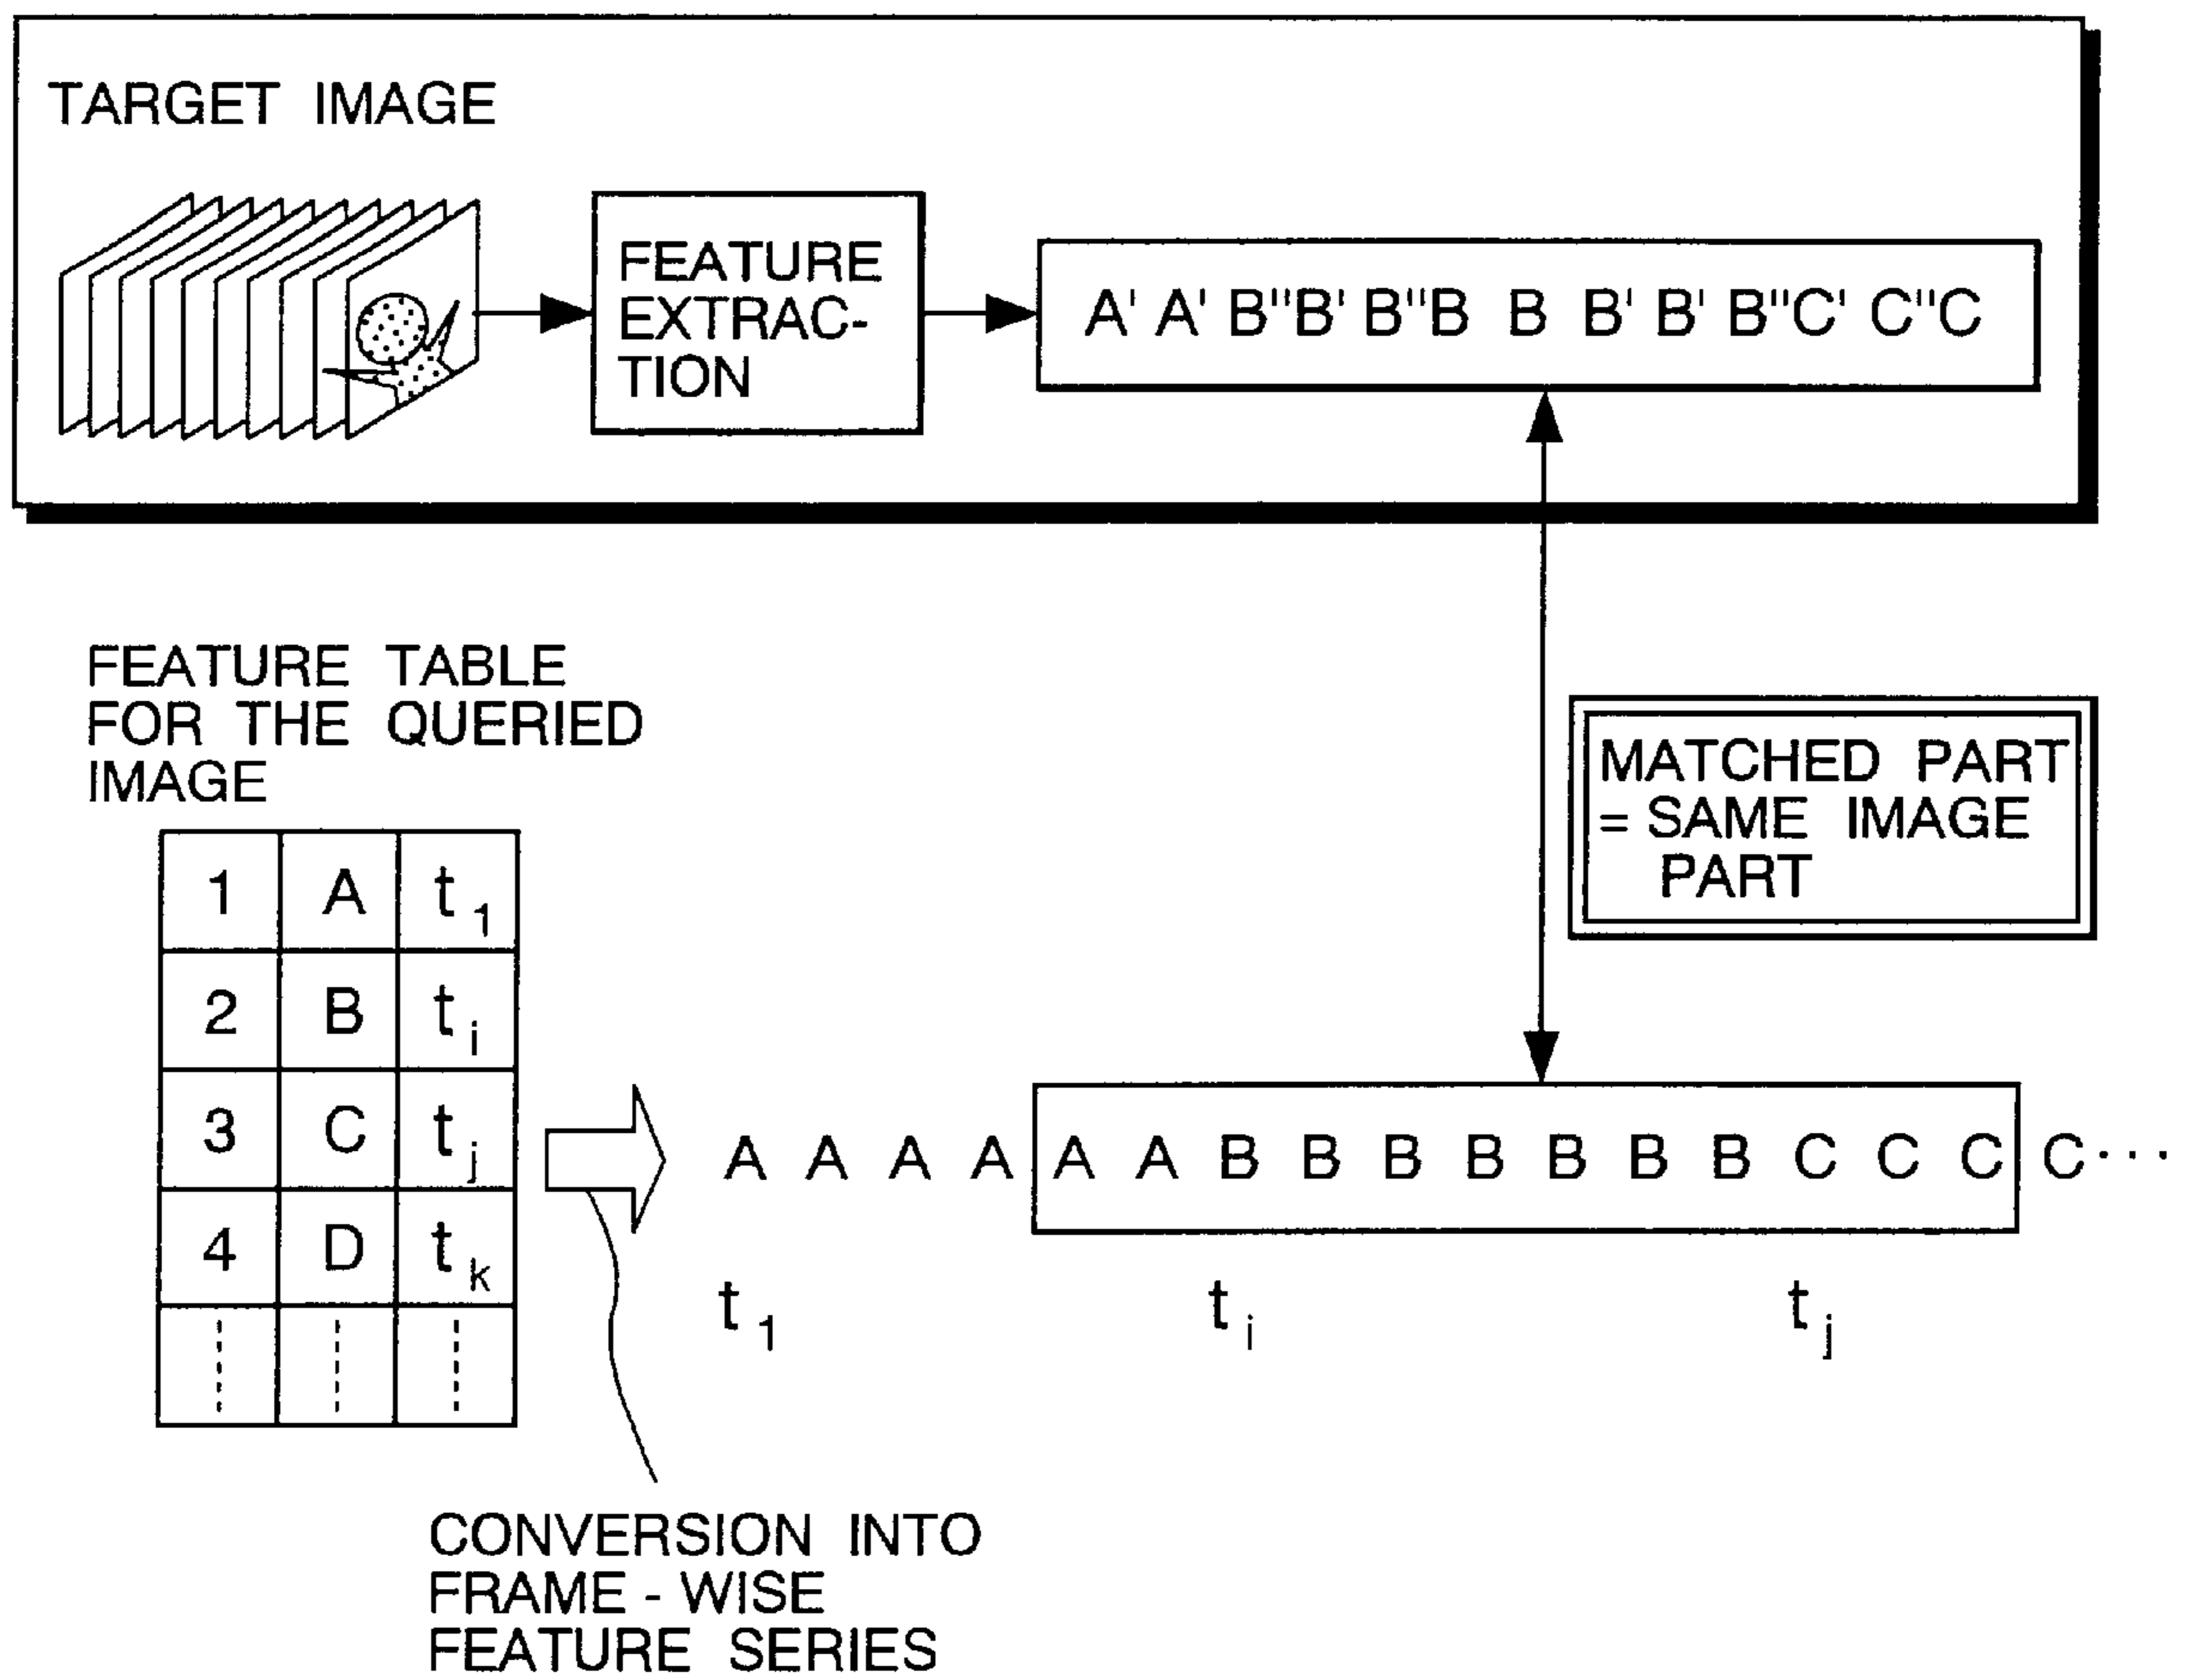 TARGET IMAGE
FEATURE
EXTRAC-
TION
A' A' B"B' B"B B B' B' B"C' C"C
FEATURE TABLE
FOR THE QUERIED
IMAGE
1 A t1
2 B ti
3 C tj
4 D tk
MATCHED PART
= SAME IMAGE
PART
A A A A A A B B B B B B B C C C C ...
t1 ti tj
CONVERSION INTO
FRAME - WISE
FEATURE SERIES